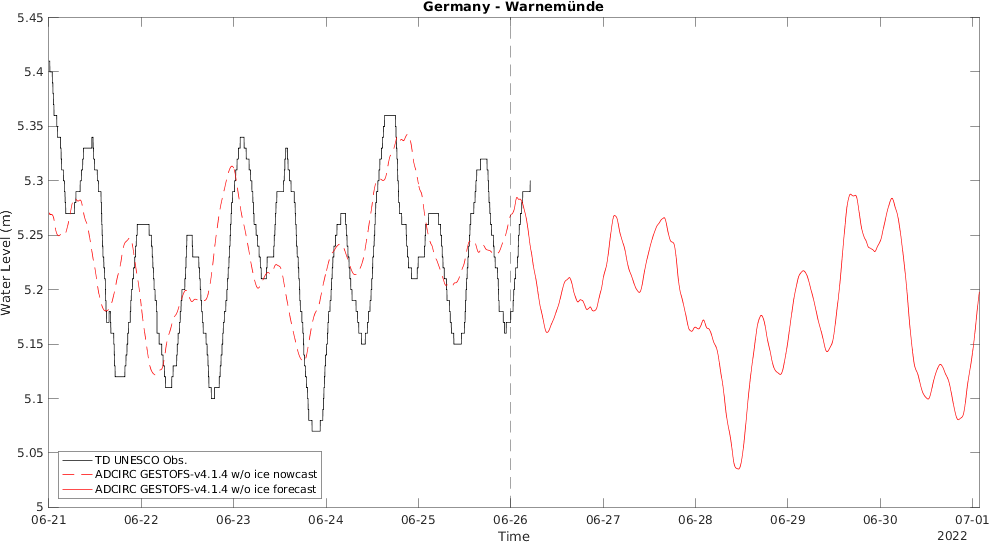 Germany - Warnemünde
5.45
5.4
5.35
5.3
5.25
5.2
5.15
5.1
5.05
5
Water Level (m)
TD UNESCO Obs.
ADCIRC GESTOFS-v4.1.4 w/o ice nowcast
ADCIRC GESTOFS-v4.1.4 w/o ice forecast
06-21 06-22 06-23 06-24 06-25 06-26 06-27 06-28 06-29 06-30 07-01
Time
2022